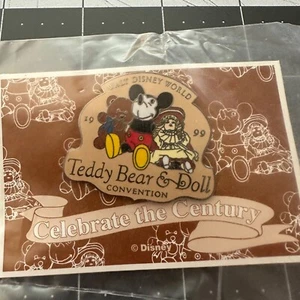 WALT DISNEY WORLD
19 99
Teddy Bear & Doll
CONVENTION
Celebrate the Century
© Disney